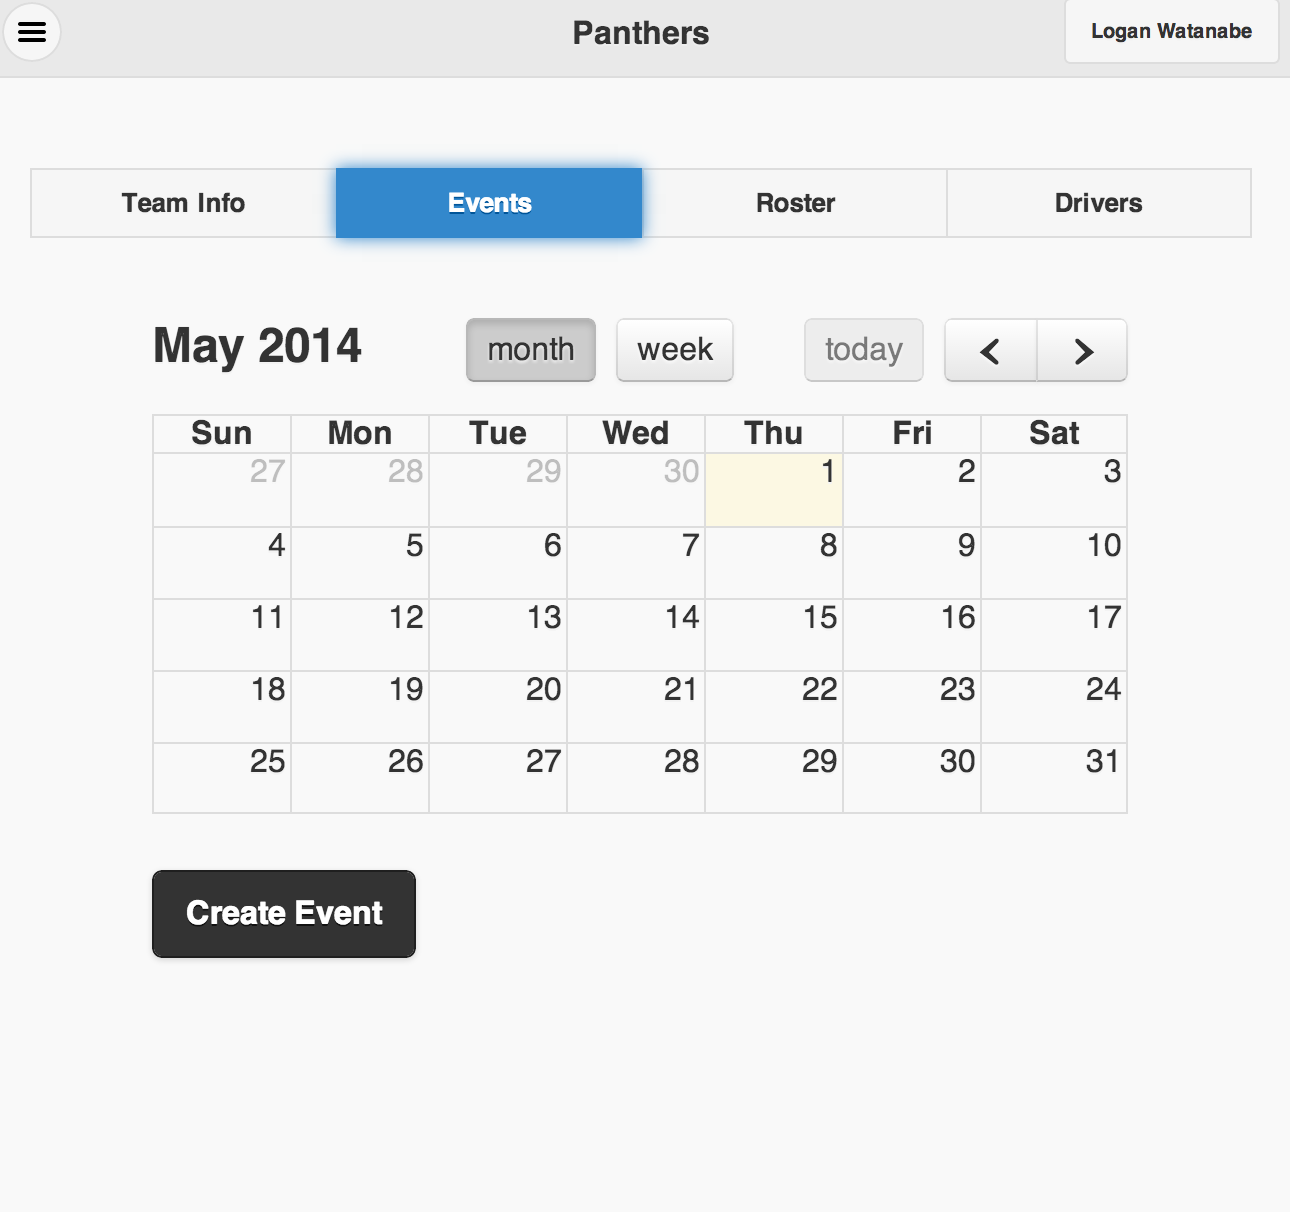 Panthers
Logan Watanabe
Team Info Events Roster Drivers
May 2014 month week today
Sun Mon Tue Wed Thu Fri Sat
27 28 29 30 1 2 3
4 5 6 7 8 9 10
11 12 13 14 15 16 17
18 19 20 21 22 23 24
25 26 27 28 29 30 31
Create Event